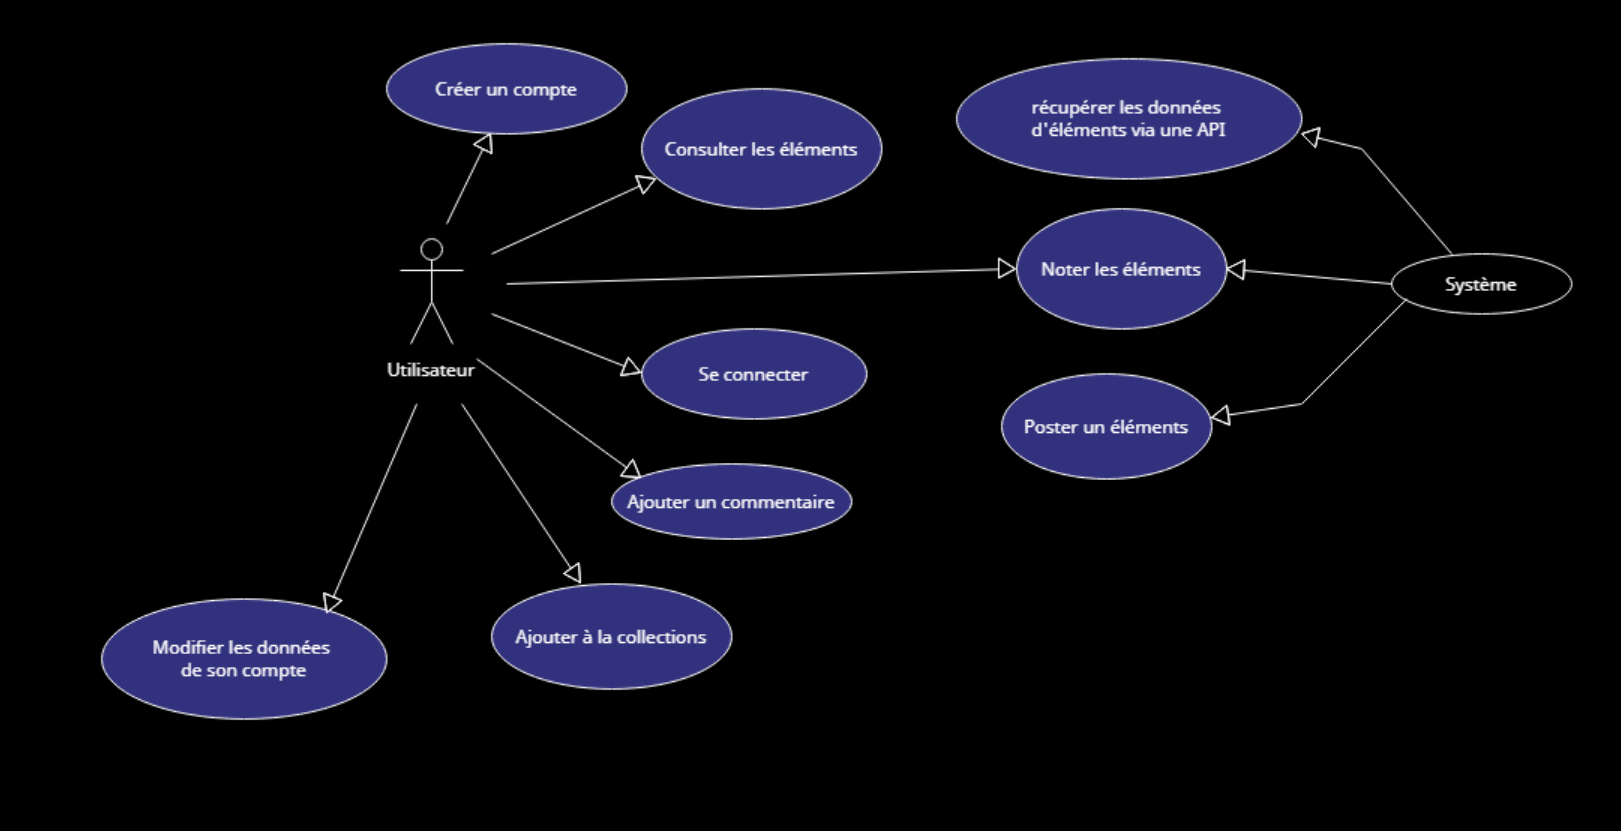 Créer un compte
Consulter les éléments
récupérer les données
d'éléments via une API
Noter les éléments
Système
Utilisateur
Se connecter
Poster un éléments
Ajouter un commentaire
Ajouter à la collections
Modifier les données
de son compte